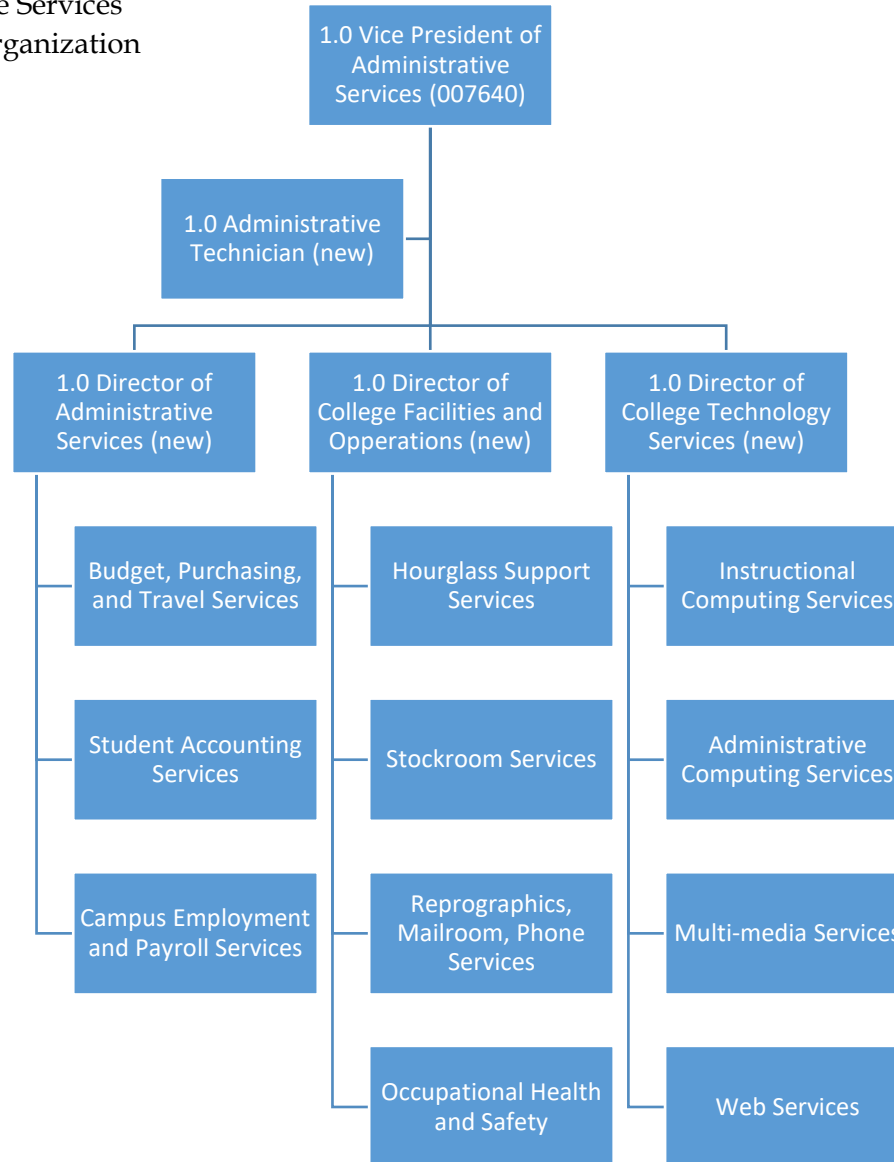 e Services
rganization
1.0 Vice President of
Administrative
Services (007640)
1.0 Administrative
Technician (new)
1.0 Director of
Administrative
Services (new)
1.0 Director of
College Facilities and
Opperations (new)
1.0 Director of
College Technology
Services (new)
Budget, Purchasing,
and Travel Services
Hourglass Support
Services
Instructional
Computing Services
Student Accounting
Services
Stockroom Services
Administrative
Computing Services
Campus Employment
and Payroll Services
Reprographics,
Mailroom, Phone
Services
Multi-media Services
Occupational Health
and Safety
Web Services